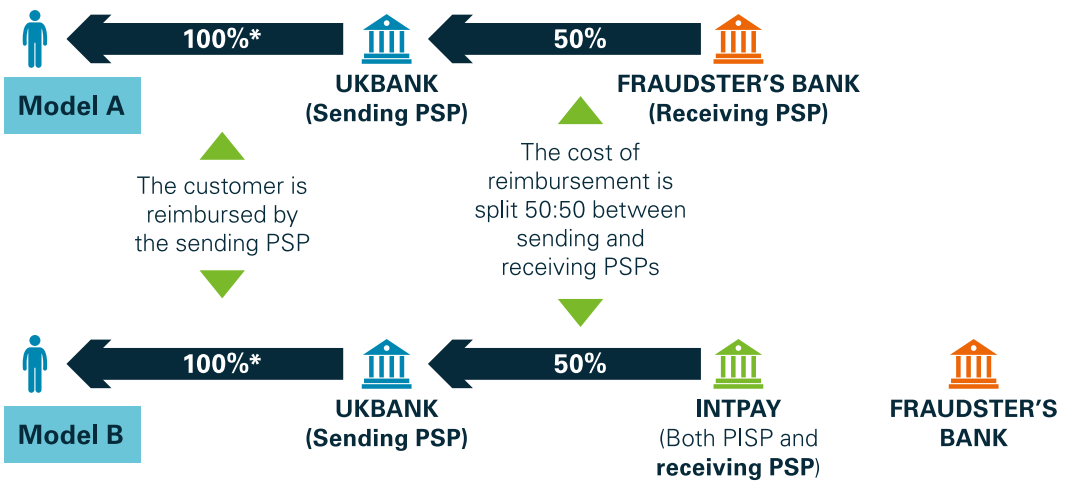 100%*
50%
UKBANK
(Sending PSP)
FRAUDSTER'S BANK
(Receiving PSP)
Model A
The customer is
reimbursed by
the sending PSP
The cost of
reimbursement is
split 50:50 between
sending and
receiving PSPs
100%*
50%
UKBANK
(Sending PSP)
INTPAY
(Both PISP and
receiving PSP)
FRAUDSTER'S
BANK
Model B